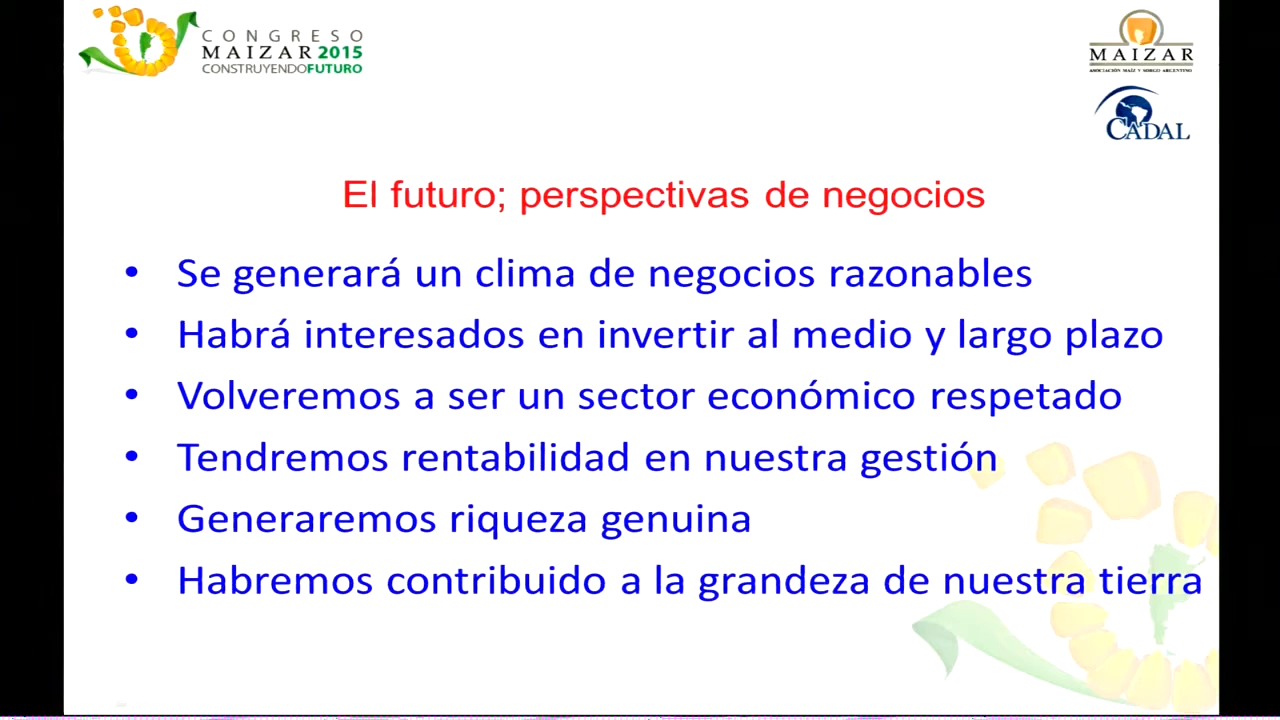 CONGRESO
MAIZAR 2015
CONSTRUYENDOFUTURO
MAIZAR
ASOCIACIÓN MAÍZ Y SORGO ARGENTINO
CADAL
El futuro; perspectivas de negocios
• Se generará un clima de negocios razonables
• Habrá interesados en invertir al medio y largo plazo
• Volveremos a ser un sector económico respetado
• Tendremos rentabilidad en nuestra gestión
• Generaremos riqueza genuina
• Habremos contribuido a la grandeza de nuestra tierra